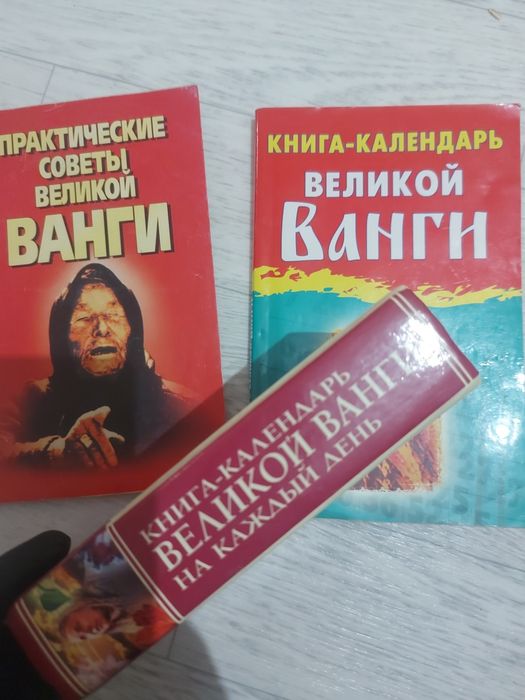 ПРАКТИЧЕСКИЕ
СОВЕТЫ
ВЕЛИКОЙ
ВАНГИ
КНИГА-КАЛЕНДАРЬ
ВЕЛИКОЙ
Ванги
КНИГА-КАЛЕНДАРЬ
ВЕЛИКОЙ ВАНГИ
НА КАЖДЫЙ ДЕНЬ